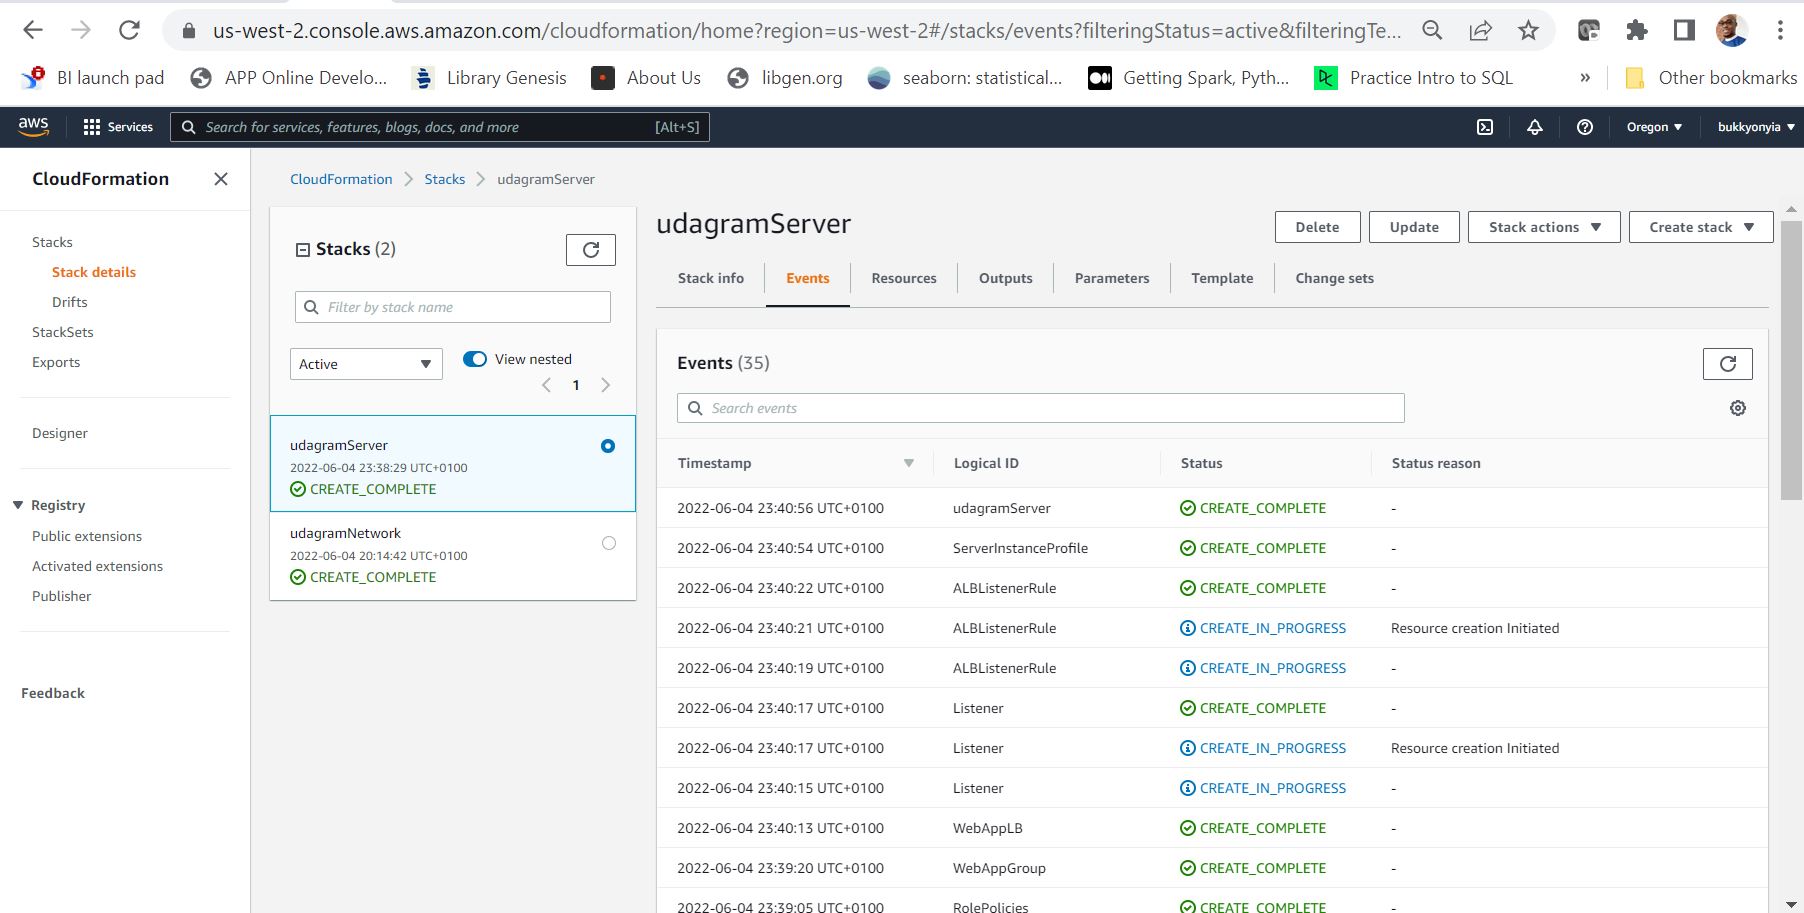 us-west-2.console.aws.amazon.com/cloudformation/home?region=us-west-2#/stacks/events?filteringStatus=active&filteringTe...
BI launch pad
APP Online Develo...
Library Genesis
About Us
libgen.org
seaborn: statistical...
Getting Spark, Pyth...
Practice Intro to SQL
»
Other bookmarks
aws
Services
Search for services, features, blogs, docs, and more
[Alt+S]
Oregon
bukkyonyia
CloudFormation
Stacks
Stack details
Drifts
StackSets
Exports
Designer
Registry
Public extensions
Activated extensions
Publisher
Feedback
CloudFormation
Stacks
udagramServer
Stacks (2)
Filter by stack name
Active
View nested
1
udagramServer
2022-06-04 23:38:29 UTC+0100
CREATE_COMPLETE
udagramNetwork
2022-06-04 20:14:42 UTC+0100
CREATE_COMPLETE
udagramServer
Delete
Update
Stack actions
Create stack
Stack info
Events
Resources
Outputs
Parameters
Template
Change sets
Events (35)
Search events
Timestamp Logical ID Status Status reason
2022-06-04 23:40:56 UTC+0100 udagramServer CREATE_COMPLETE -
2022-06-04 23:40:54 UTC+0100 ServerInstanceProfile CREATE_COMPLETE -
2022-06-04 23:40:22 UTC+0100 ALBListenerRule CREATE_COMPLETE -
2022-06-04 23:40:21 UTC+0100 ALBListenerRule CREATE_IN_PROGRESS Resource creation Initiated
2022-06-04 23:40:19 UTC+0100 ALBListenerRule CREATE_IN_PROGRESS -
2022-06-04 23:40:17 UTC+0100 Listener CREATE_COMPLETE -
2022-06-04 23:40:17 UTC+0100 Listener CREATE_IN_PROGRESS Resource creation Initiated
2022-06-04 23:40:15 UTC+0100 Listener CREATE_IN_PROGRESS -
2022-06-04 23:40:13 UTC+0100 WebAppLB CREATE_COMPLETE -
2022-06-04 23:39:20 UTC+0100 WebAppGroup CREATE_COMPLETE -
2022-06-04 23:39:05 UTC+0100 RolePolicies CREATE_COMPLETE -